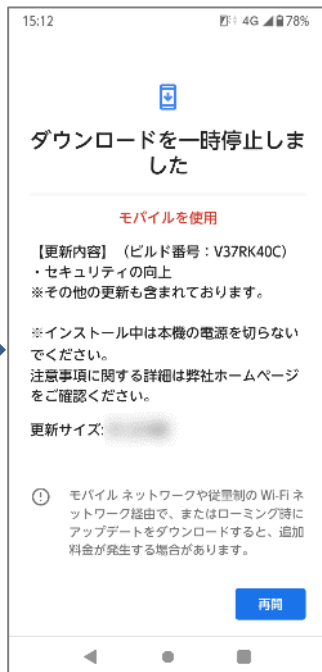 15:12
4G 78%
ダウンロードを一時停止しま
した
モバイルを使用
【更新内容】（ビルド番号：V37RK40C）
・セキュリティの向上
※その他の更新も含まれております。
※インストール中は本機の電源を切らない
でください。
注意事項に関する詳細は弊社ホームページ
をご確認ください。
更新サイズ:
モバイル ネットワークや従量制の Wi-Fi ネ
ットワーク経由で、またはローミング時に
アップデートをダウンロードすると、追加
料金が発生する場合があります。
再開